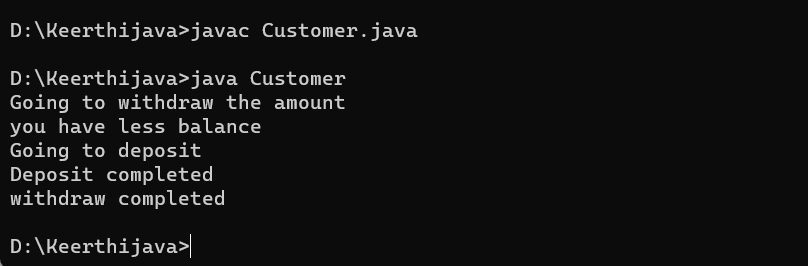 D:\Keerthijava>javac Customer.java
D:\Keerthijava>java Customer
Going to withdraw the amount
you have less balance
Going to deposit
Deposit completed
withdraw completed
D:\Keerthijava>